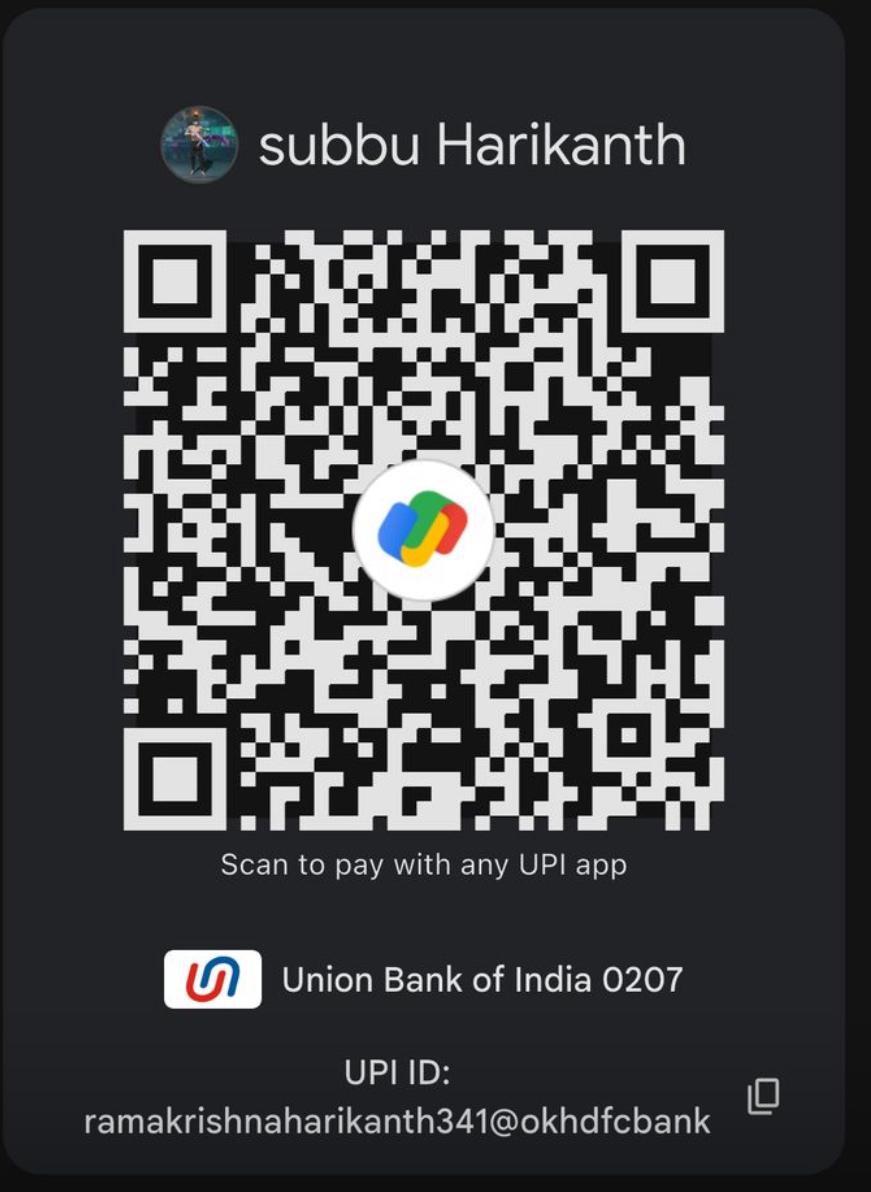 subbu Harikanth
Scan to pay with any UPI app
Union Bank of India 0207
UPI ID:
ramakrishnaharikanth341@okhdfcbank